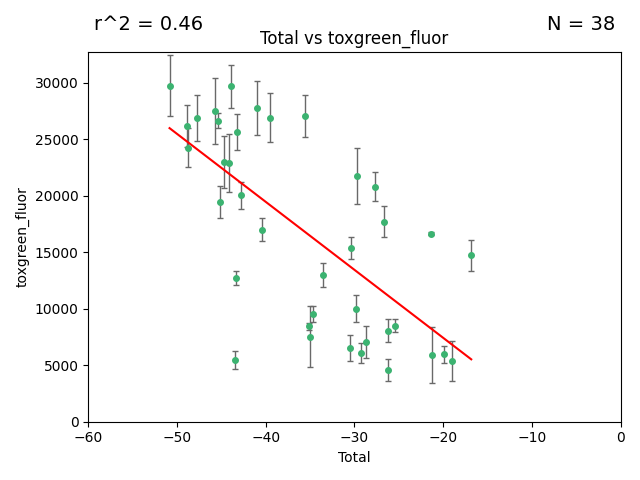 r^2 = 0.46
N = 38
Total vs toxgreen_fluor
30000
25000
20000
15000
10000
5000
0
toxgreen_fluor
−60
−50
−40
−30
−20
−10
0
Total